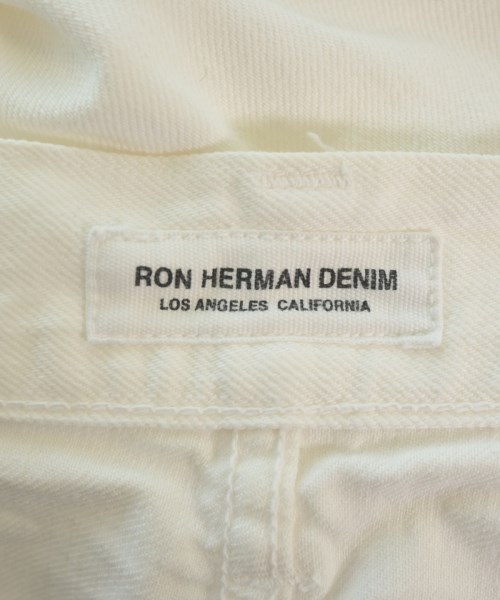 RON HERMAN DENIM
LOS ANGELES CALIFORNIA